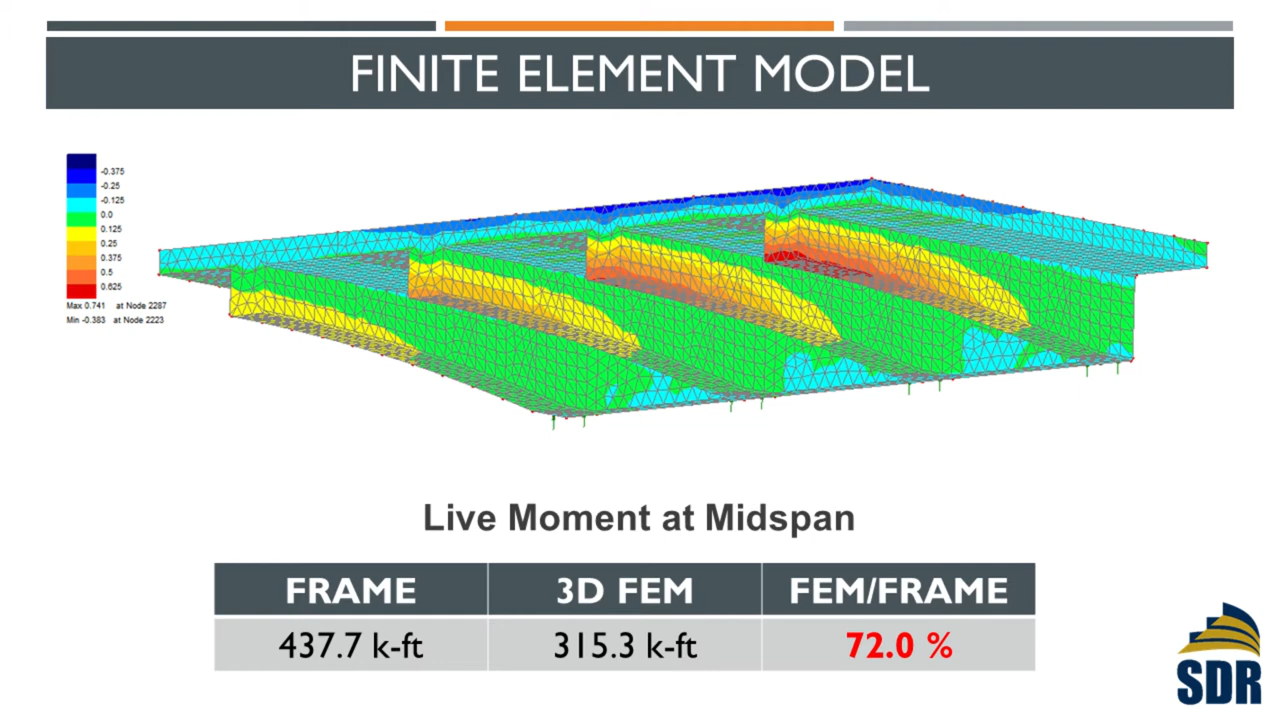 FINITE ELEMENT MODEL
-0.375
-0.25
-0.125
0.0
0.125
0.25
0.375
0.5
0.625
Max 0.741 at Node 2287
Min -0.383 at Node 2223
Live Moment at Midspan
FRAME 3D FEM FEM/FRAME
437.7 k-ft 315.3 k-ft 72.0 %
SDR